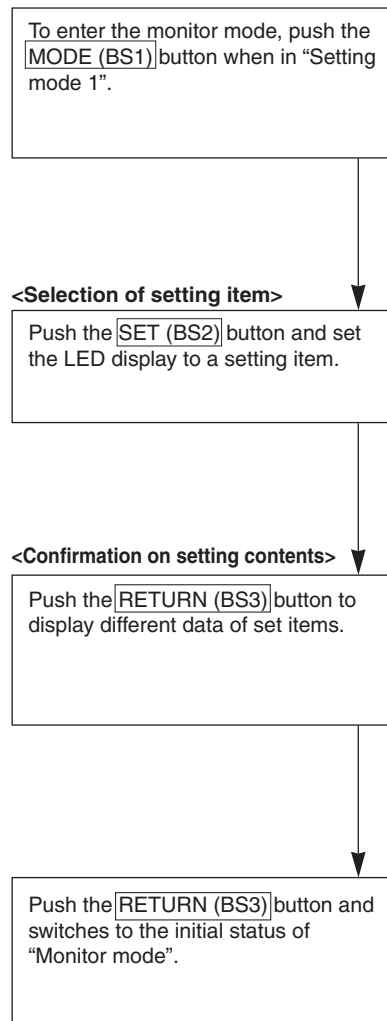 To enter the monitor mode, push the
MODE (BS1) button when in “Setting
mode 1”.
<Selection of setting item>
Push the SET (BS2) button and set
the LED display to a setting item.
<Confirmation on setting contents>
Push the RETURN (BS3) button to
display different data of set items.
Push the RETURN (BS3) button and
switches to the initial status of
“Monitor mode”.